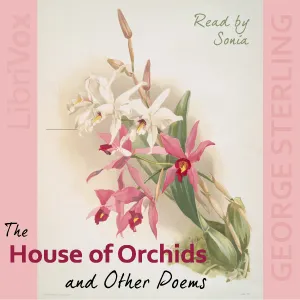 LibriVox
Read by
Sonia
GEORGE STERLING
The
House of Orchids
and Other Poems